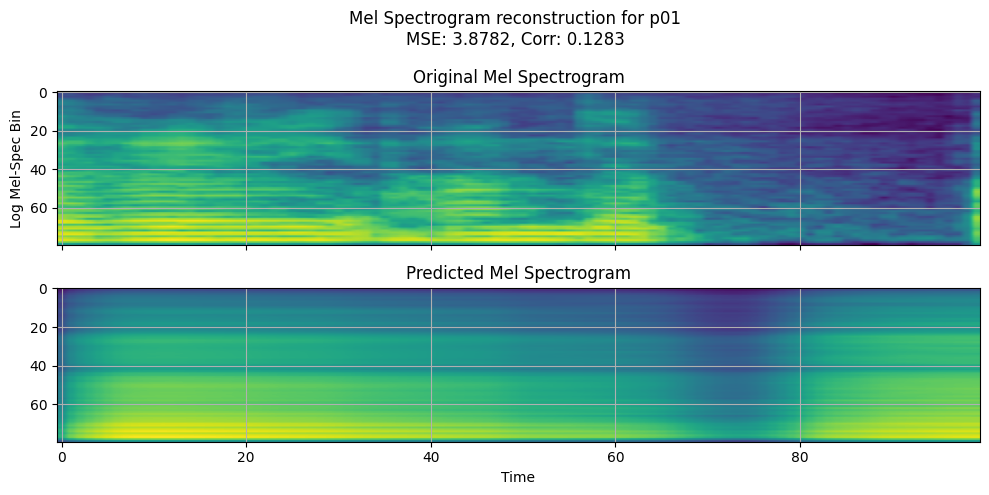 Mel Spectrogram reconstruction for p01
MSE: 3.8782, Corr: 0.1283
Original Mel Spectrogram
0
20
40
60
Log Mel-Spec Bin
Predicted Mel Spectrogram
0
20
40
60
0 20 40 60 80
Time